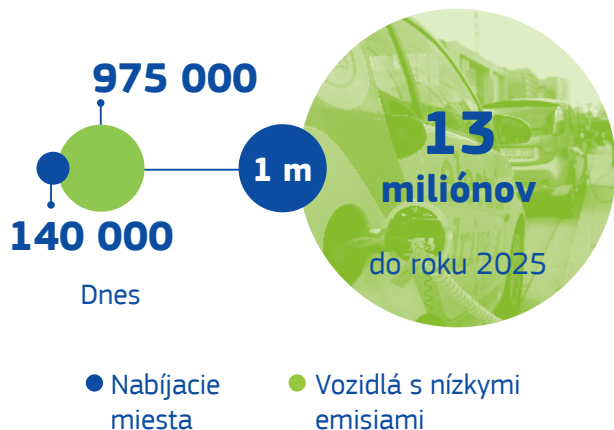 975 000
140 000
Dnes
1 m
13
miliónov
do roku 2025
Nabíjacie
miesta
Vozidlá s nízkymi
emisiami